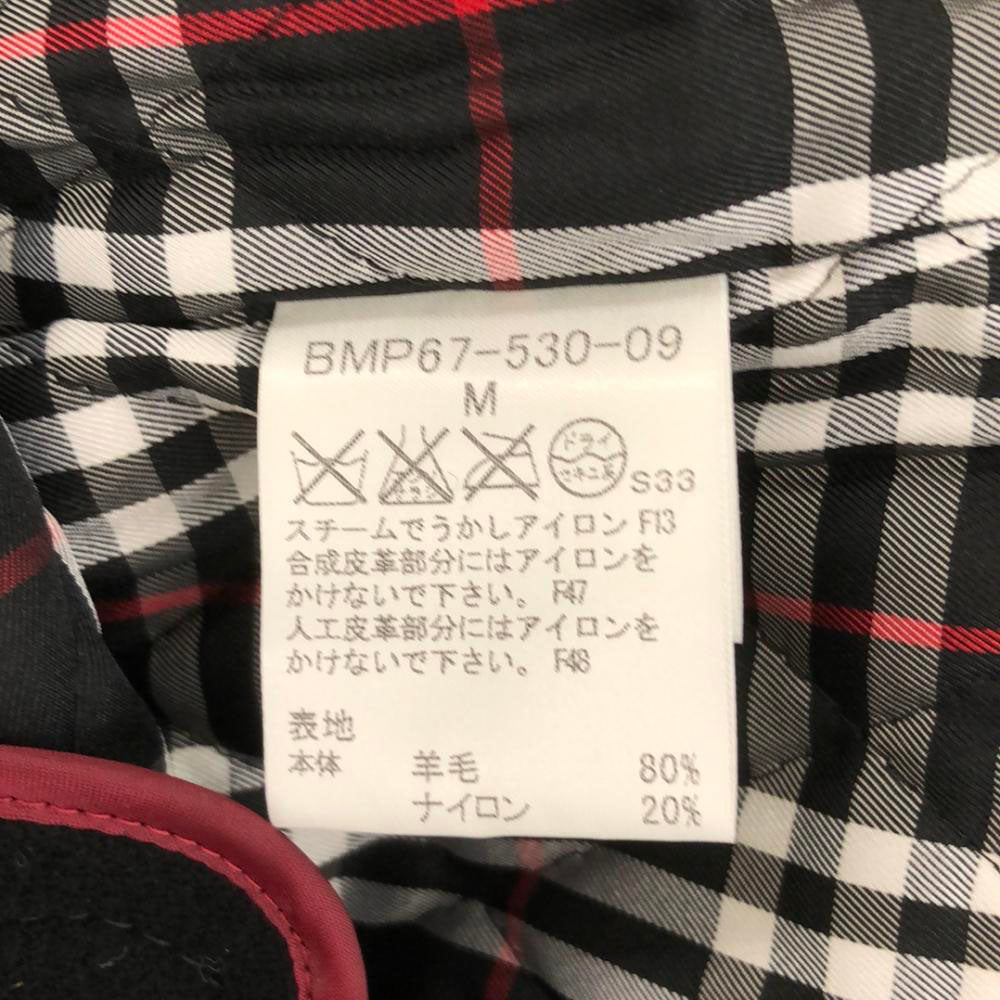 BMP67-530-09
M
ドライ
セキユ系
S33
スチームでうかしアイロン F13
合成皮革部分にはアイロンを
かけないで下さい。 F47
人工皮革部分にはアイロンを
かけないで下さい。 F48
表地
本体 羊毛 80%
ナイロン 20%